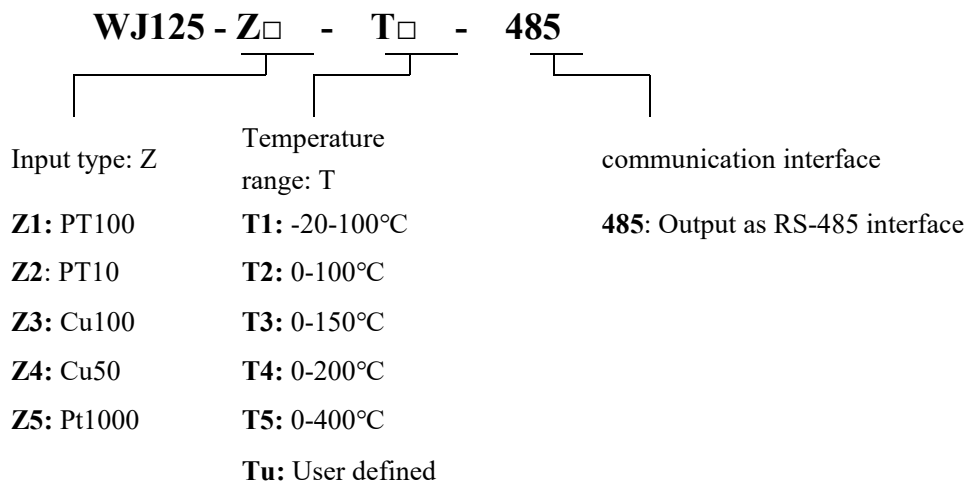 WJ125 - Z□ - T□ - 485
Input type: Z
Z1: PT100
Z2: PT10
Z3: Cu100
Z4: Cu50
Z5: Pt1000
Temperature
range: T
T1: -20-100℃
T2: 0-100℃
T3: 0-150℃
T4: 0-200℃
T5: 0-400℃
Tu: User defined
communication interface
485: Output as RS-485 interface